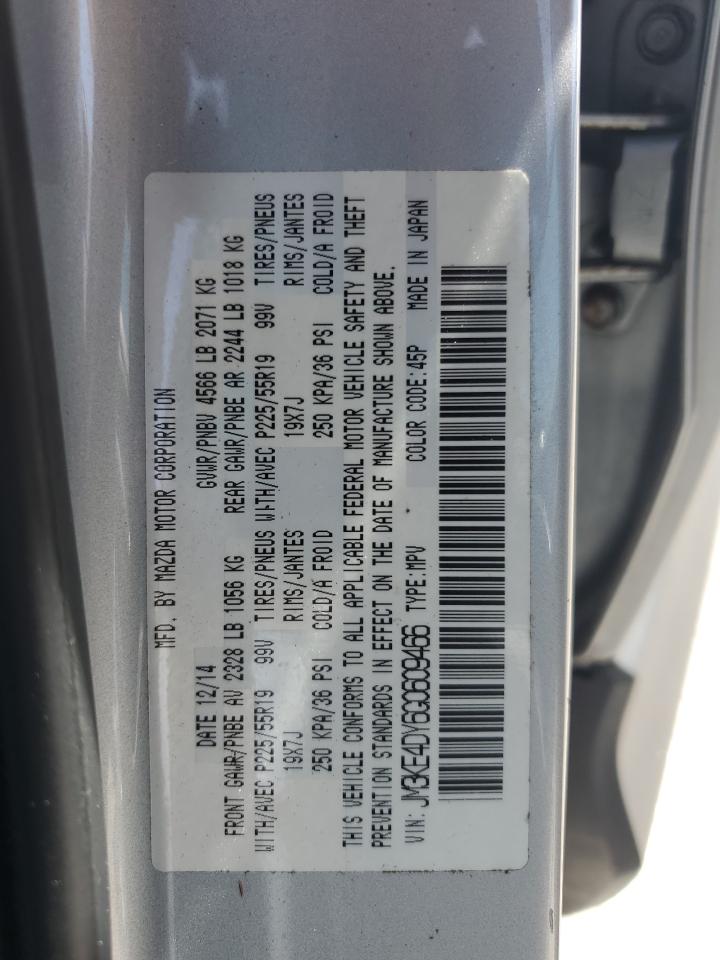 MFD. BY MAZDA MOTOR CORPORATION
DATE 12/14 GVWR/PNBV 4566 LB 2071 KG
FRONT GAWR/PNBE AV 2328 LB 1056 KG REAR GAWR/PNBE AR 2244 LB 1018 KG
WITH/AVEC P225/55R19 99V TIRES/PNEUS WITH/AVEC P225/55R19 99V TIRES/PNEUS
19X7J RIMS/JANTES 19X7J RIMS/JANTES
250 KPA/36 PSI COLD/A FROID 250 KPA/36 PSI COLD/A FROID
THIS VEHICLE CONFORMS TO ALL APPLICABLE FEDERAL MOTOR VEHICLE SAFETY AND THEFT
PREVENTION STANDARDS IN EFFECT ON THE DATE OF MANUFACTURE SHOWN ABOVE.
VIN: JM3KE4DY6G0609466 TYPE:MPV COLOR CODE:45P MADE IN JAPAN